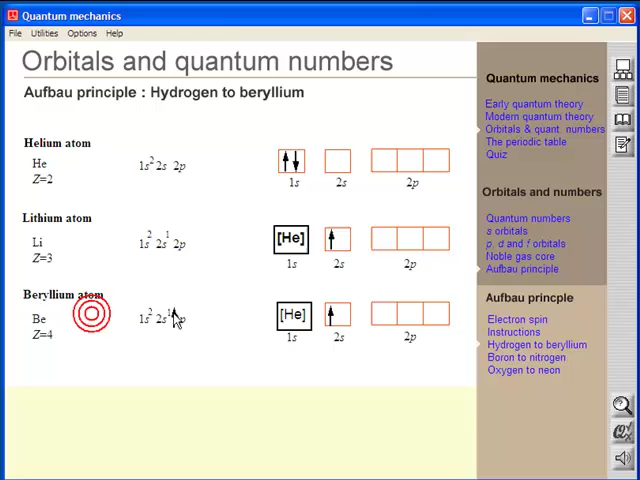 Quantum mechanics
File Utilities Options Help
Orbitals and quantum numbers
Aufbau principle : Hydrogen to beryllium
Helium atom
He 1s² 2s 2p
Z=2
1s 2s 2p
Lithium atom
Li 1s² 2s¹ 2p
Z=3
[He]
1s 2s 2p
Beryllium atom
Be 1s² 2s¹ p
Z=4
[He]
1s 2s 2p
Quantum mechanics
Early quantum theory
Modern quantum theory
Orbitals & quant. numbers
The periodic table
Quiz
Orbitals and numbers
Quantum numbers
s orbitals
p, d and f orbitals
Noble gas core
Aufbau principle
Aufbau princple
Electron spin
Instructions
Hydrogen to beryllium
Boron to nitrogen
Oxygen to neon